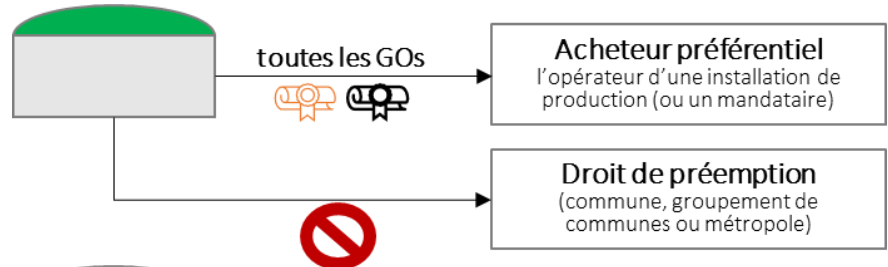 toutes les GOs
Acheteur préférentiel
l'opérateur d'une installation de
production (ou un mandataire)
Droit de préemption
(commune, groupement de
communes ou métropole)